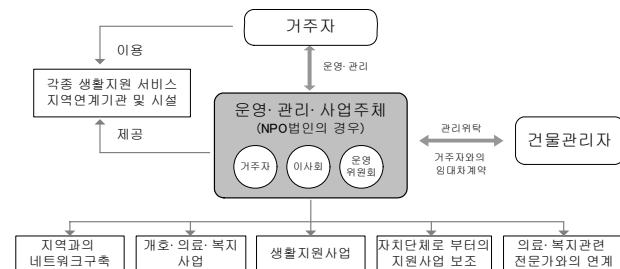 거주자
이용
운영·관리
각종 생활지원 서비스
지역연계기관 및 시설
제공
운영·관리·사업주체
(NPO법인의 경우)
거주자
이사회
운영
위원회
관리위탁
거주자와의
임대차계약
건물관리자
지역과의
네트워크구축
개호·의료·복지
사업
생활지원사업
자치단체로 부터의
지원사업 보조
의료·복지관련
전문가와의 연계